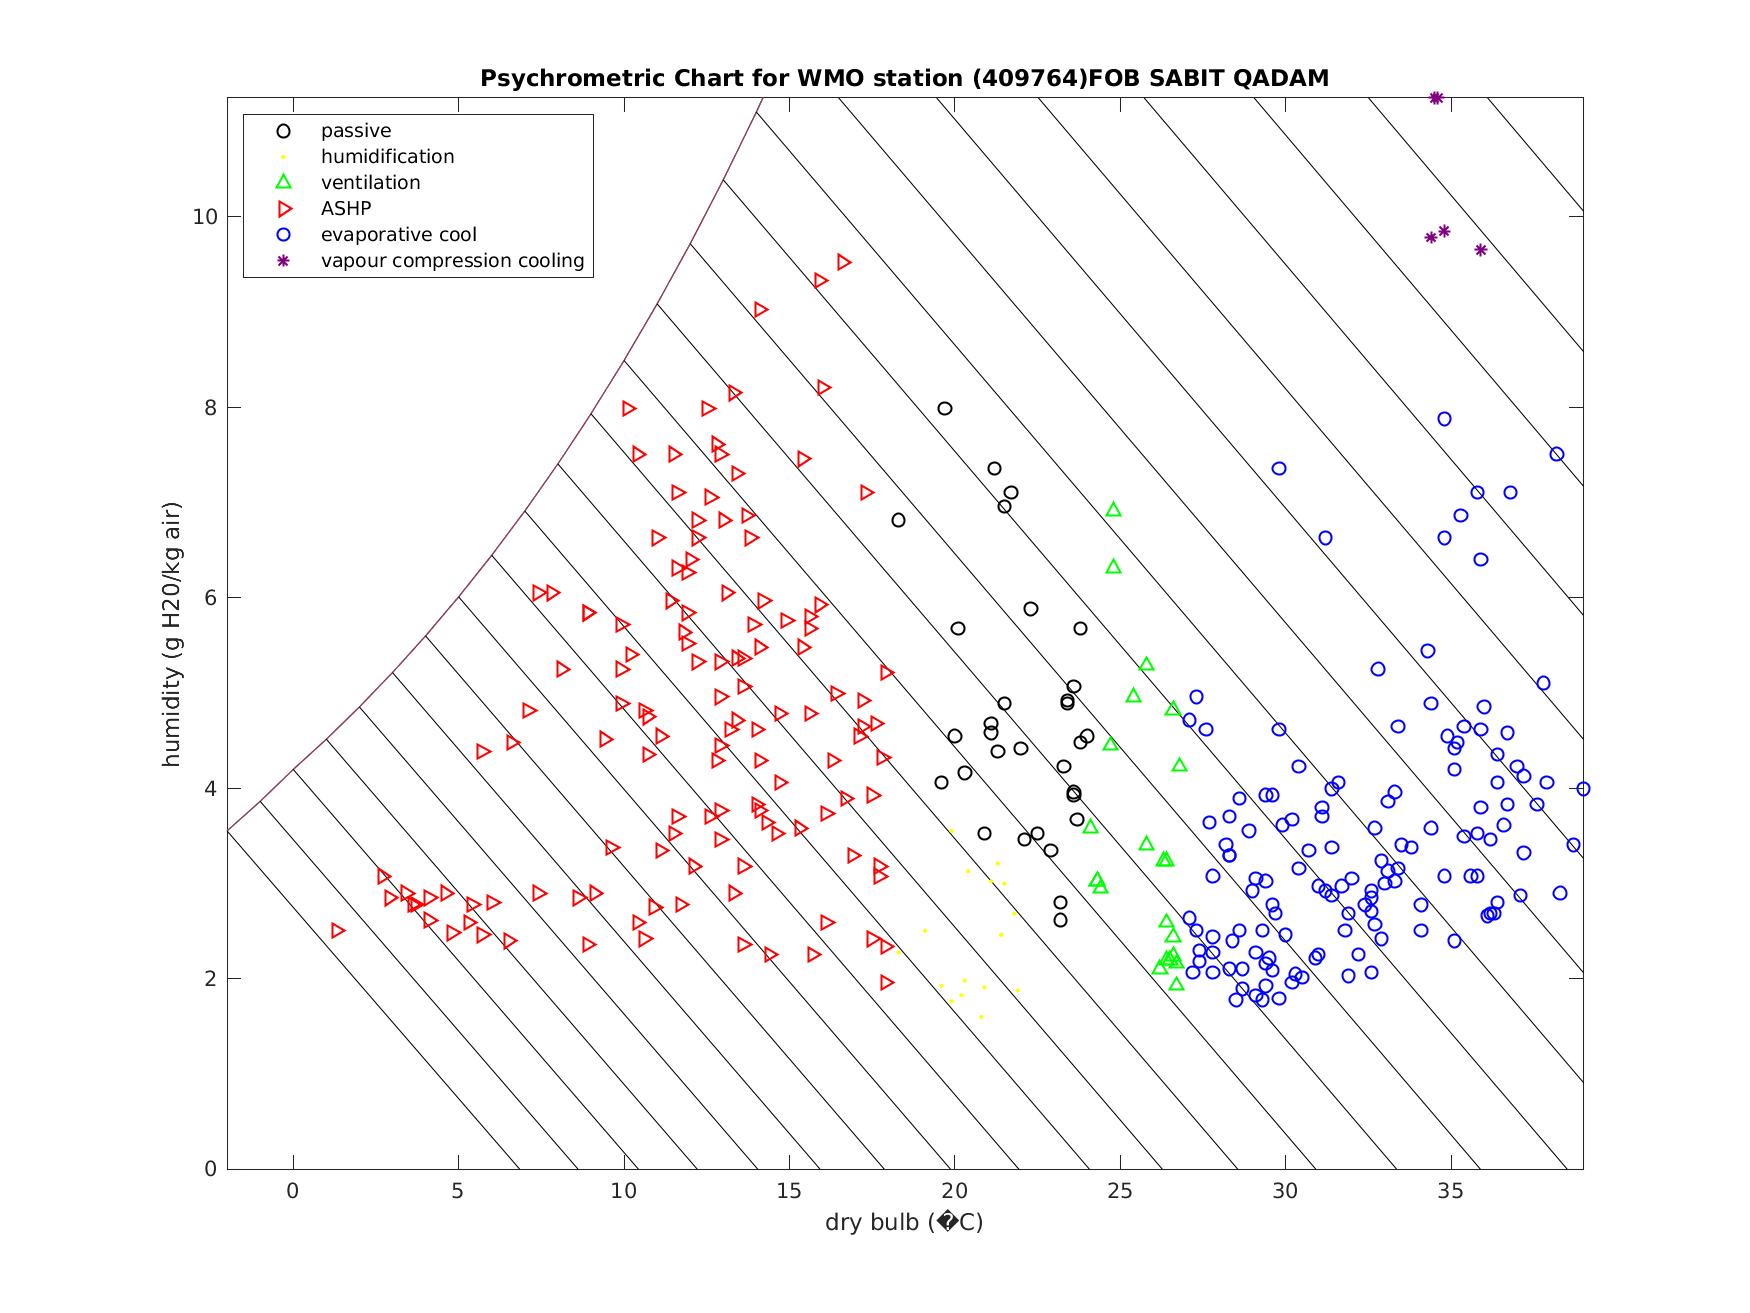 Psychrometric Chart for WMO station (409764)FOB SABIT QADAM
passive
humidification
ventilation
ASHP
evaporative cool
vapour compression cooling
humidity (g H20/kg air)
10
8
6
4
2
0
0 5 10 15 20 25 30 35
dry bulb (�C)